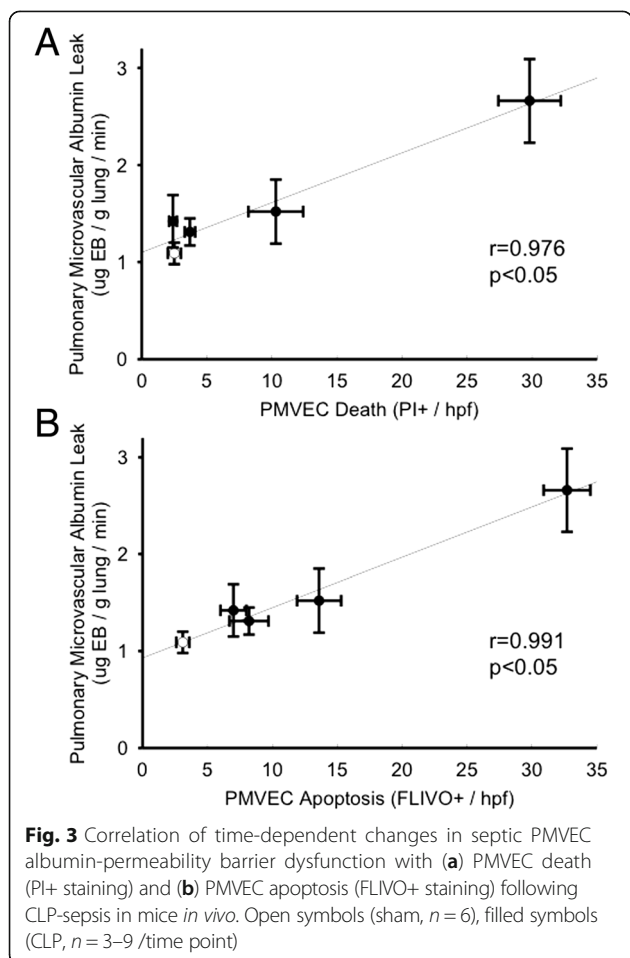 A
Pulmonary Microvascular Albumin Leak
(ug EB / g lung / min)
3
2
1
0
r=0.976
p<0.05
0 5 10 15 20 25 30 35
PMVEC Death (PI+ / hpf)
B
Pulmonary Microvascular Albumin Leak
(ug EB / g lung / min)
3
2
1
0
r=0.991
p<0.05
0 5 10 15 20 25 30 35
PMVEC Apoptosis (FLIVO+ / hpf)
Fig. 3 Correlation of time-dependent changes in septic PMVEC
albumin-permeability barrier dysfunction with (a) PMVEC death
(PI+ staining) and (b) PMVEC apoptosis (FLIVO+ staining) following
CLP-sepsis in mice in vivo. Open symbols (sham, n = 6), filled symbols
(CLP, n = 3–9 /time point)